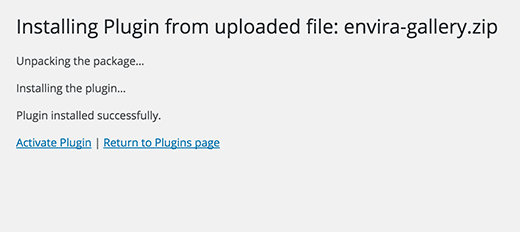 Installing Plugin from uploaded file: envira-gallery.zip
Unpacking the package...
Installing the plugin...
Plugin installed successfully.
Activate Plugin | Return to Plugins page